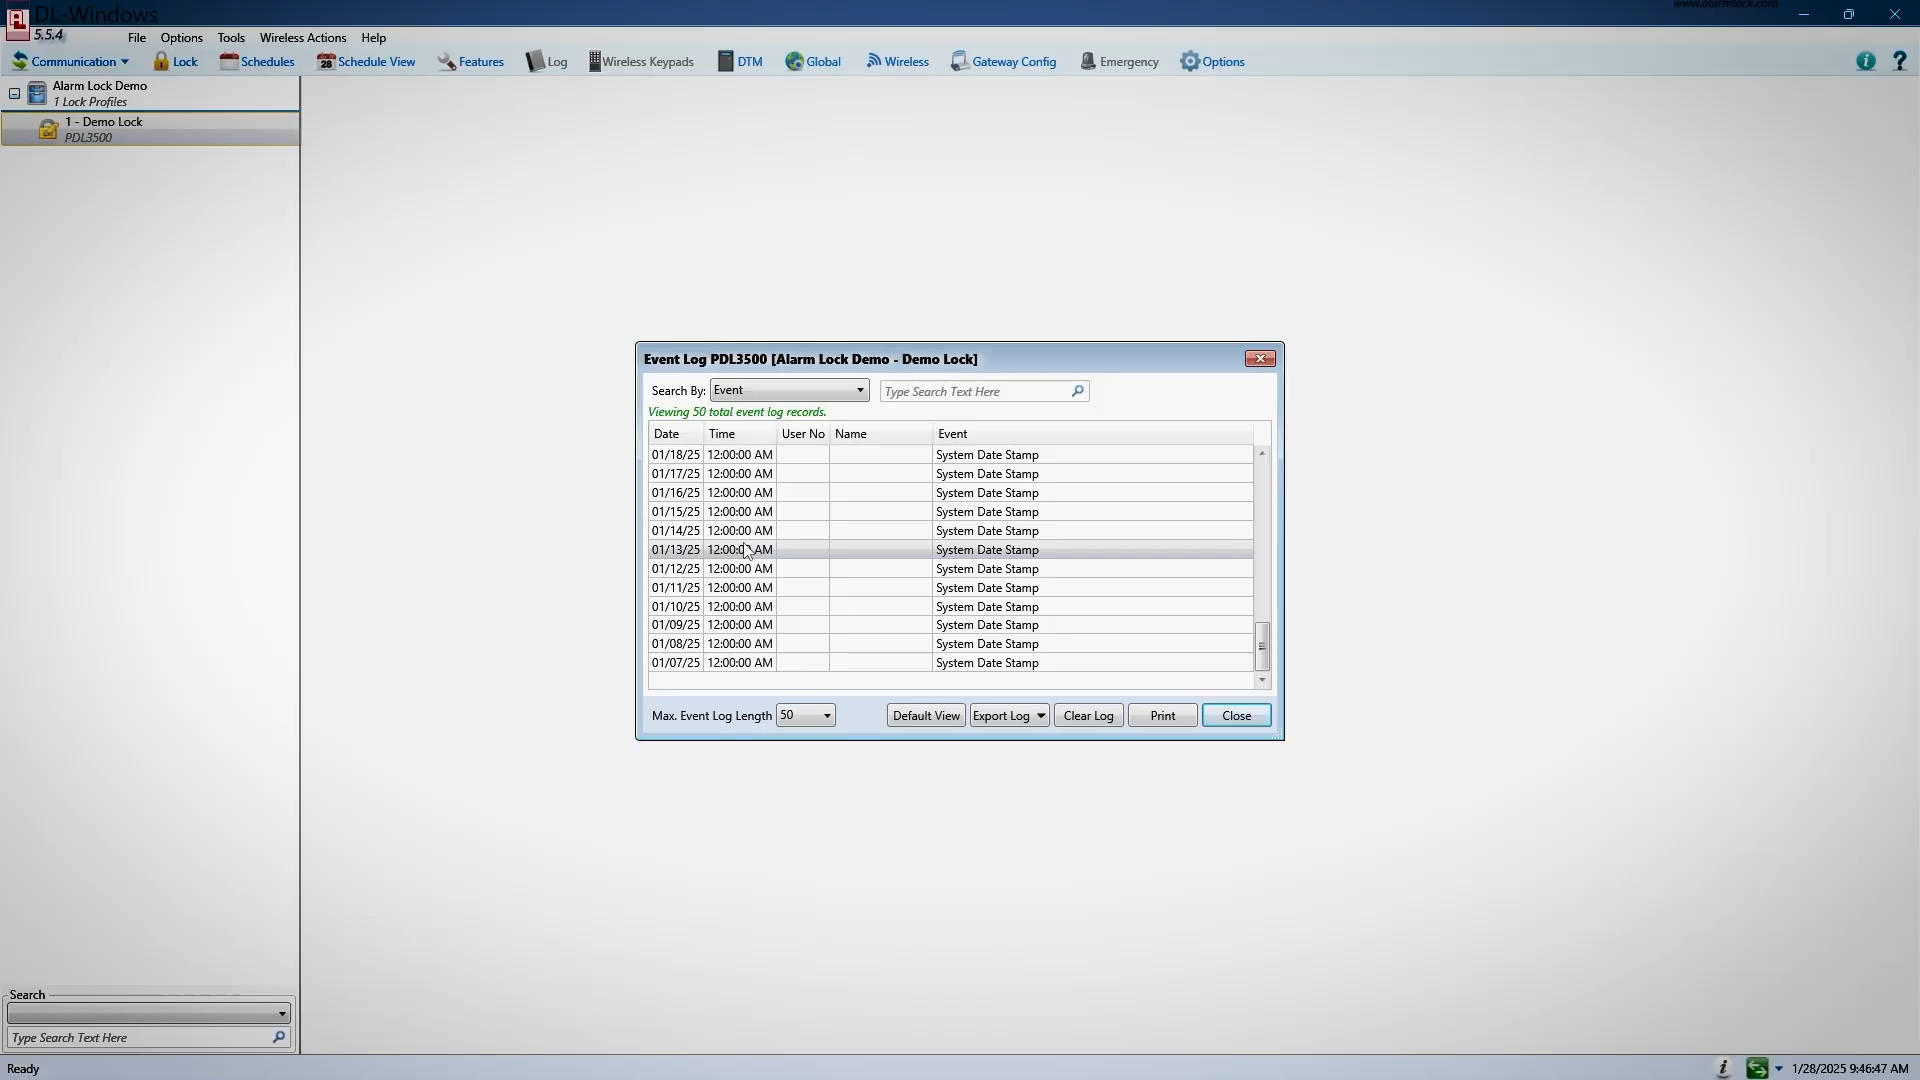 DL-Windows
www.alarmlock.com
5.5.4
File Options Tools Wireless Actions Help
Communication Lock Schedules 28 Schedule View Features Log Wireless Keypads DTM Global Wireless Gateway Config Emergency Options
Alarm Lock Demo
1 Lock Profiles
1 - Demo Lock
PDL3500
Event Log PDL3500 [Alarm Lock Demo - Demo Lock]
Search By: Event Type Search Text Here
Viewing 50 total event log records.
Date Time User No Name Event
01/18/25 12:00:00 AM System Date Stamp
01/17/25 12:00:00 AM System Date Stamp
01/16/25 12:00:00 AM System Date Stamp
01/15/25 12:00:00 AM System Date Stamp
01/14/25 12:00:00 AM System Date Stamp
01/13/25 12:00:00 AM System Date Stamp
01/12/25 12:00:00 AM System Date Stamp
01/11/25 12:00:00 AM System Date Stamp
01/10/25 12:00:00 AM System Date Stamp
01/09/25 12:00:00 AM System Date Stamp
01/08/25 12:00:00 AM System Date Stamp
01/07/25 12:00:00 AM System Date Stamp
Max. Event Log Length 50 Default View Export Log Clear Log Print Close
Search
Type Search Text Here
Ready 1/28/2025 9:46:47 AM